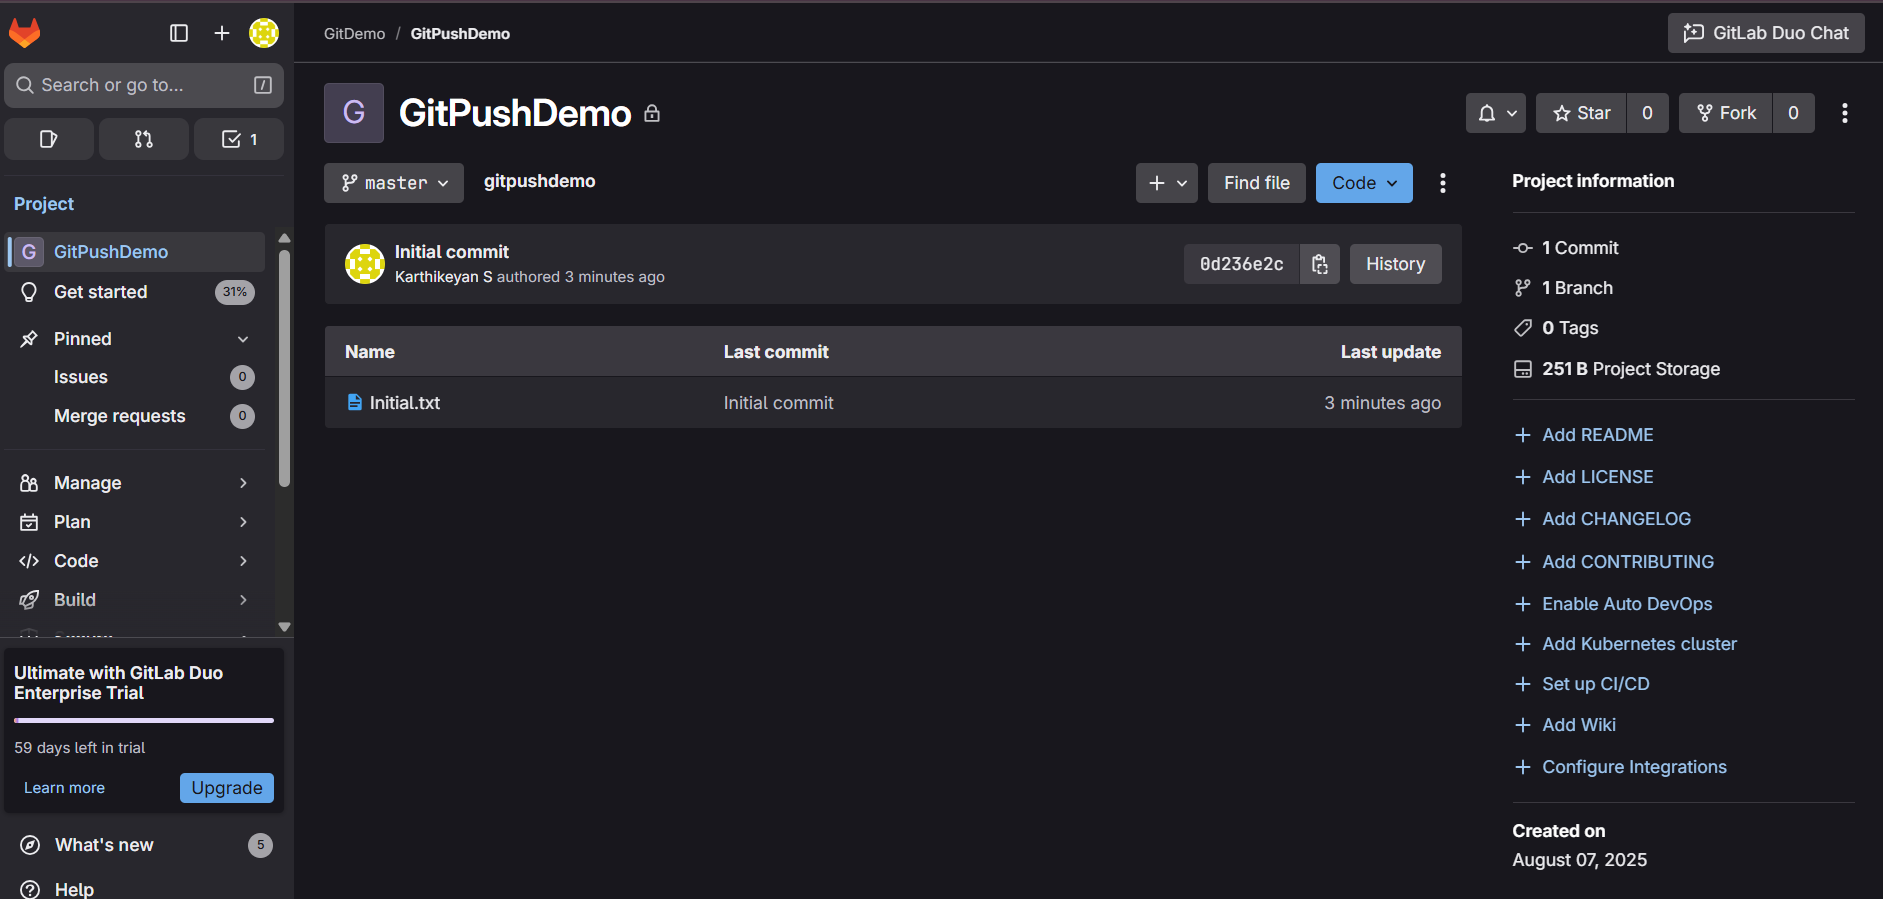 GitDemo / GitPushDemo
GitLab Duo Chat
Search or go to... /
1
Project
G GitPushDemo
Get started 31%
Pinned
Issues 0
Merge requests 0
Manage
Plan
Code
Build
Ultimate with GitLab Duo
Enterprise Trial
59 days left in trial
Learn more Upgrade
What's new 5
Help
G GitPushDemo
Star 0 Fork 0
master gitpushdemo
+ Find file Code
Initial commit
Karthikeyan S authored 3 minutes ago
0d236e2c History
Name Last commit Last update
Initial.txt Initial commit 3 minutes ago
Project information
1 Commit
1 Branch
0 Tags
251 B Project Storage
+ Add README
+ Add LICENSE
+ Add CHANGELOG
+ Add CONTRIBUTING
+ Enable Auto DevOps
+ Add Kubernetes cluster
+ Set up CI/CD
+ Add Wiki
+ Configure Integrations
Created on
August 07, 2025